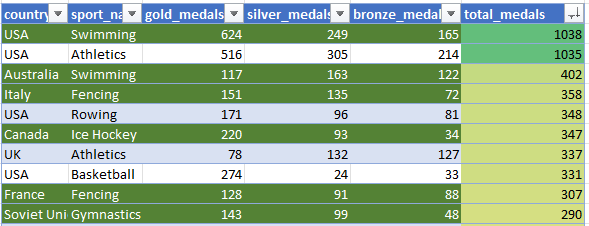 country sport_na gold_medals silver_medals bronze_medal total_medals
USA Swimming 624 249 165 1038
USA Athletics 516 305 214 1035
Australia Swimming 117 163 122 402
Italy Fencing 151 135 72 358
USA Rowing 171 96 81 348
Canada Ice Hockey 220 93 34 347
UK Athletics 78 132 127 337
USA Basketball 274 24 33 331
France Fencing 128 91 88 307
Soviet Uni Gymnastics 143 99 48 290